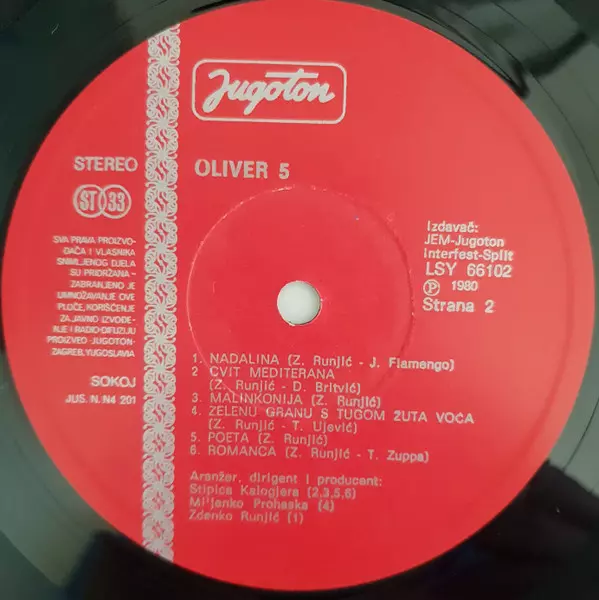 Jugoton
STEREO
OLIVER 5
ST 33
SVA PRAVA PROIZVO-
ĐAČA I VLASNIKA
SNIMLJENOG DJELA
SU PRIDRŽANA –
ZABRANJENO JE
UMNOŽAVANJE OVE
PLOČE, KORIŠĆENJE
ZA JAVNO IZVOĐE-
NJE I RADIO-DIFUZIJU
PROIZVEO-JUGOTON-
ZAGREB, YUGOSLAVIA
SOKOJ
JUS. N. N4 201
Izdavač:
JEM-Jugoton
Interfest-Split
LSY 66102
Ⓟ 1980
Strana 2
1. NADALINA (Z. Runjić - J. Fiamengo)
2 CVIT MEDITERANA
(Z. Runjić - D. Britvić)
3. MALINKONIJA (Z. Runjić)
4. ZELENU GRANU S TUGOM ŽUTA VOĆA
(Z. Runjić - T. Ujević)
5. POETA (Z. Runjić)
6. ROMANCA (Z. Runjić - T. Zuppa)
Aranžer, dirigent i producent:
Stipica Kalogjera (2,3,5,6)
Mi'jenko Prohaska (4)
Zdenko Runjić (1)